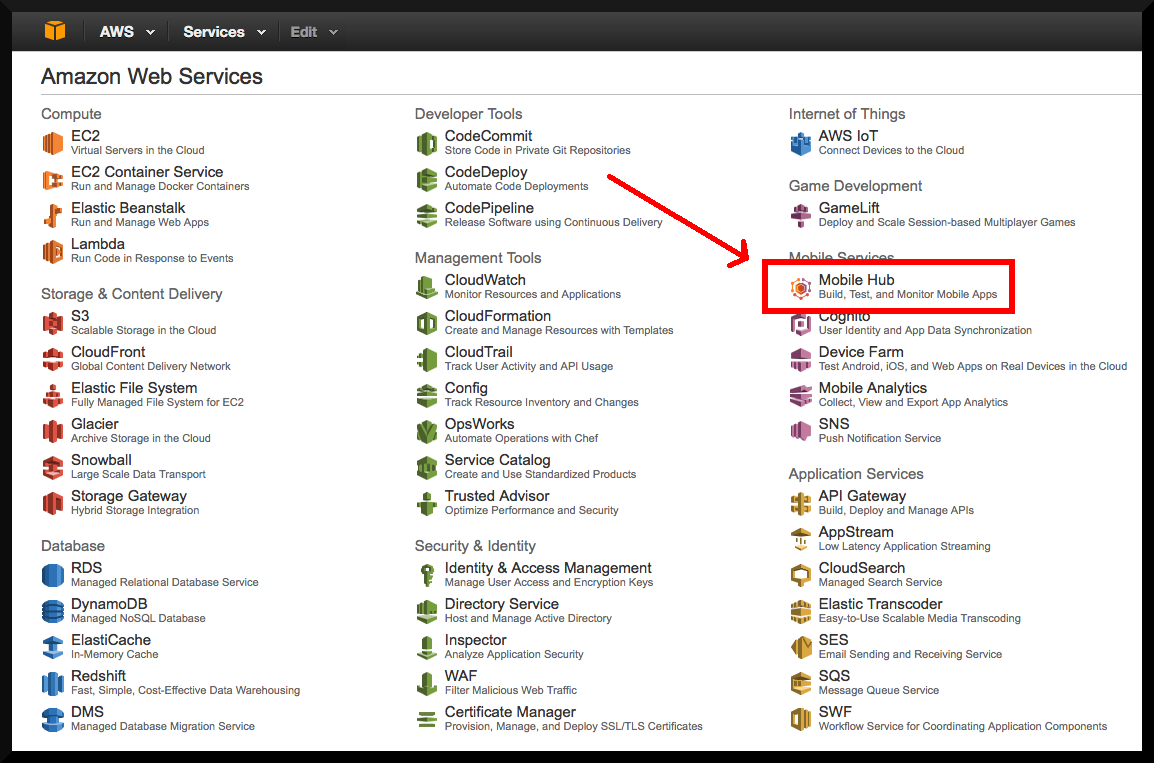 AWS Services Edit
Amazon Web Services
Compute
EC2
Virtual Servers in the Cloud
EC2 Container Service
Run and Manage Docker Containers
Elastic Beanstalk
Run and Manage Web Apps
Lambda
Run Code in Response to Events
Storage & Content Delivery
S3
Scalable Storage in the Cloud
CloudFront
Global Content Delivery Network
Elastic File System
Fully Managed File System for EC2
Glacier
Archive Storage in the Cloud
Snowball
Large Scale Data Transport
Storage Gateway
Hybrid Storage Integration
Database
RDS
Managed Relational Database Service
DynamoDB
Managed NoSQL Database
ElastiCache
In-Memory Cache
Redshift
Fast, Simple, Cost-Effective Data Warehousing
DMS
Managed Database Migration Service
Developer Tools
CodeCommit
Store Code in Private Git Repositories
CodeDeploy
Automate Code Deployments
CodePipeline
Release Software using Continuous Delivery
Management Tools
CloudWatch
Monitor Resources and Applications
CloudFormation
Create and Manage Resources with Templates
CloudTrail
Track User Activity and API Usage
Config
Track Resource Inventory and Changes
OpsWorks
Automate Operations with Chef
Service Catalog
Create and Use Standardized Products
Trusted Advisor
Optimize Performance and Security
Security & Identity
Identity & Access Management
Manage User Access and Encryption Keys
Directory Service
Host and Manage Active Directory
Inspector
Analyze Application Security
WAF
Filter Malicious Web Traffic
Certificate Manager
Provision, Manage, and Deploy SSL/TLS Certificates
Internet of Things
AWS IoT
Connect Devices to the Cloud
Game Development
GameLift
Deploy and Scale Session-based Multiplayer Games
Mobile Services
Mobile Hub
Build, Test, and Monitor Mobile Apps
Cognito
User Identity and App Data Synchronization
Device Farm
Test Android, iOS, and Web Apps on Real Devices in the Cloud
Mobile Analytics
Collect, View and Export App Analytics
SNS
Push Notification Service
Application Services
API Gateway
Build, Deploy and Manage APIs
AppStream
Low Latency Application Streaming
CloudSearch
Managed Search Service
Elastic Transcoder
Easy-to-Use Scalable Media Transcoding
SES
Email Sending and Receiving Service
SQS
Message Queue Service
SWF
Workflow Service for Coordinating Application Components